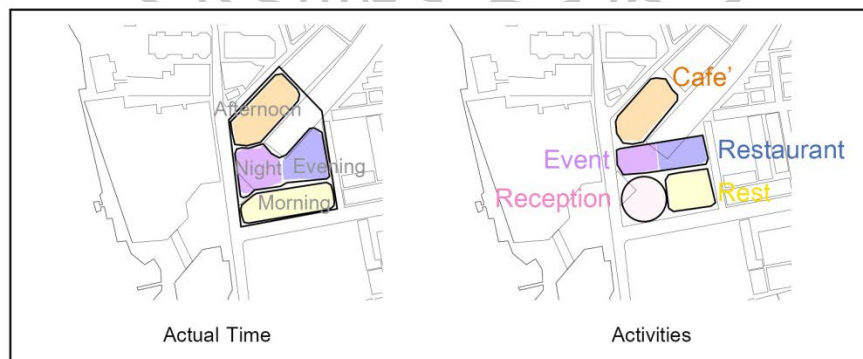 Afternoon
Night
Evening
Morning
Actual Time
Cafe'
Event
Restaurant
Reception
Rest
Activities